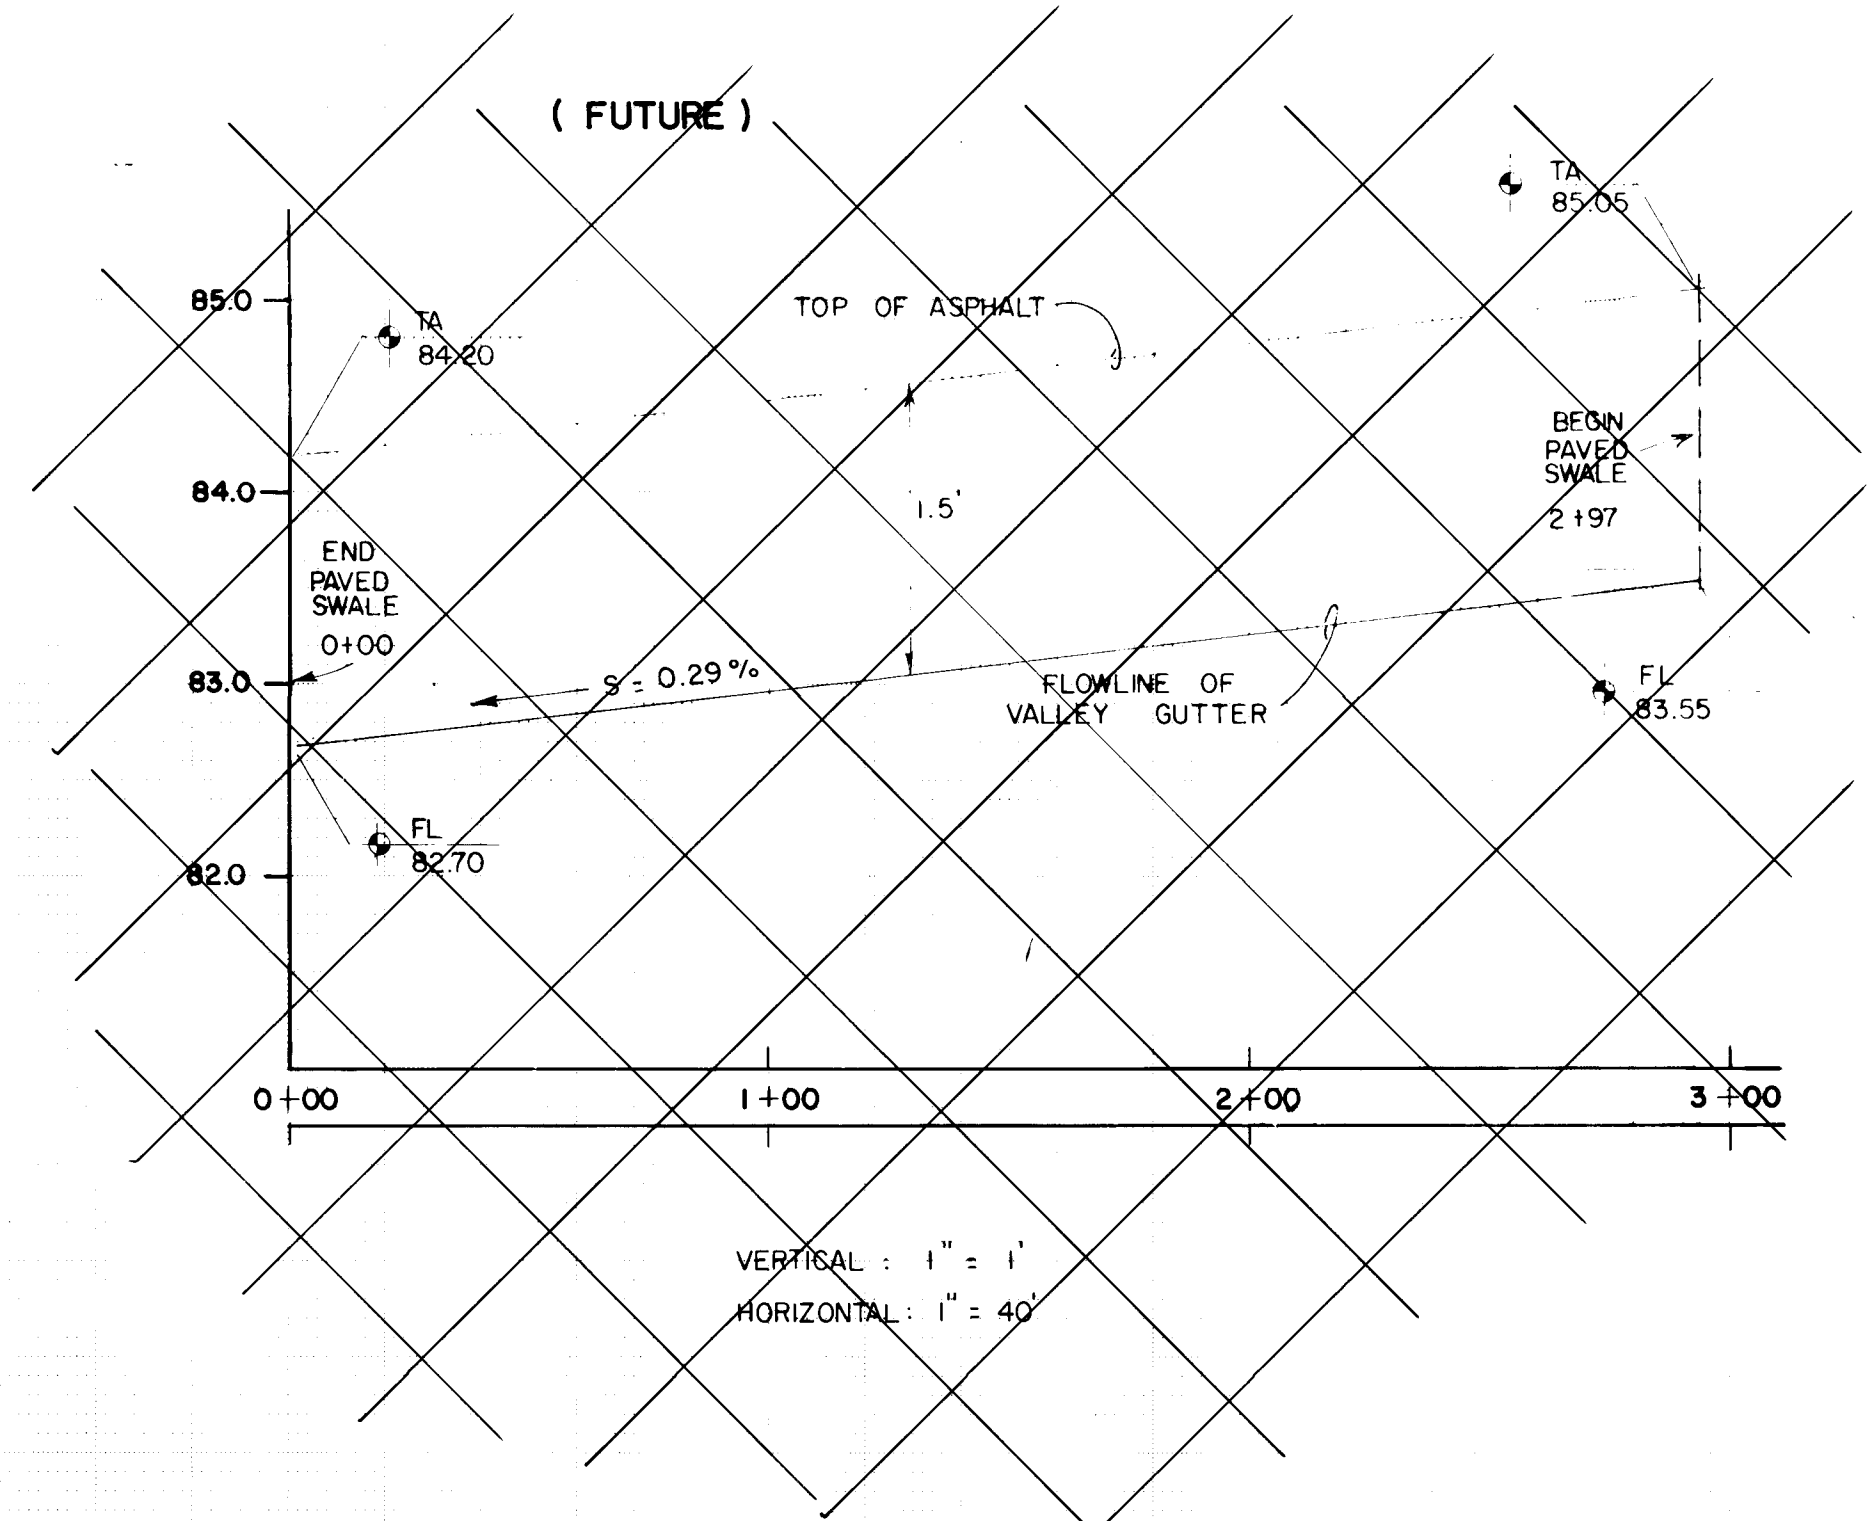 ( FUTURE )
TA
85.05
85.0
TOP OF ASPHALT
TA
84.20
BEGIN
PAVED
SWALE
2+97
84.0
1.5'
END
PAVED
SWALE
0+00
83.0
S = 0.29 %
FLOWLINE OF
VALLEY GUTTER
FL
83.55
FL
82.70
82.0
0+00 1+00 2+00 3+00
VERTICAL : 1" = 1'
HORIZONTAL : 1" = 40'